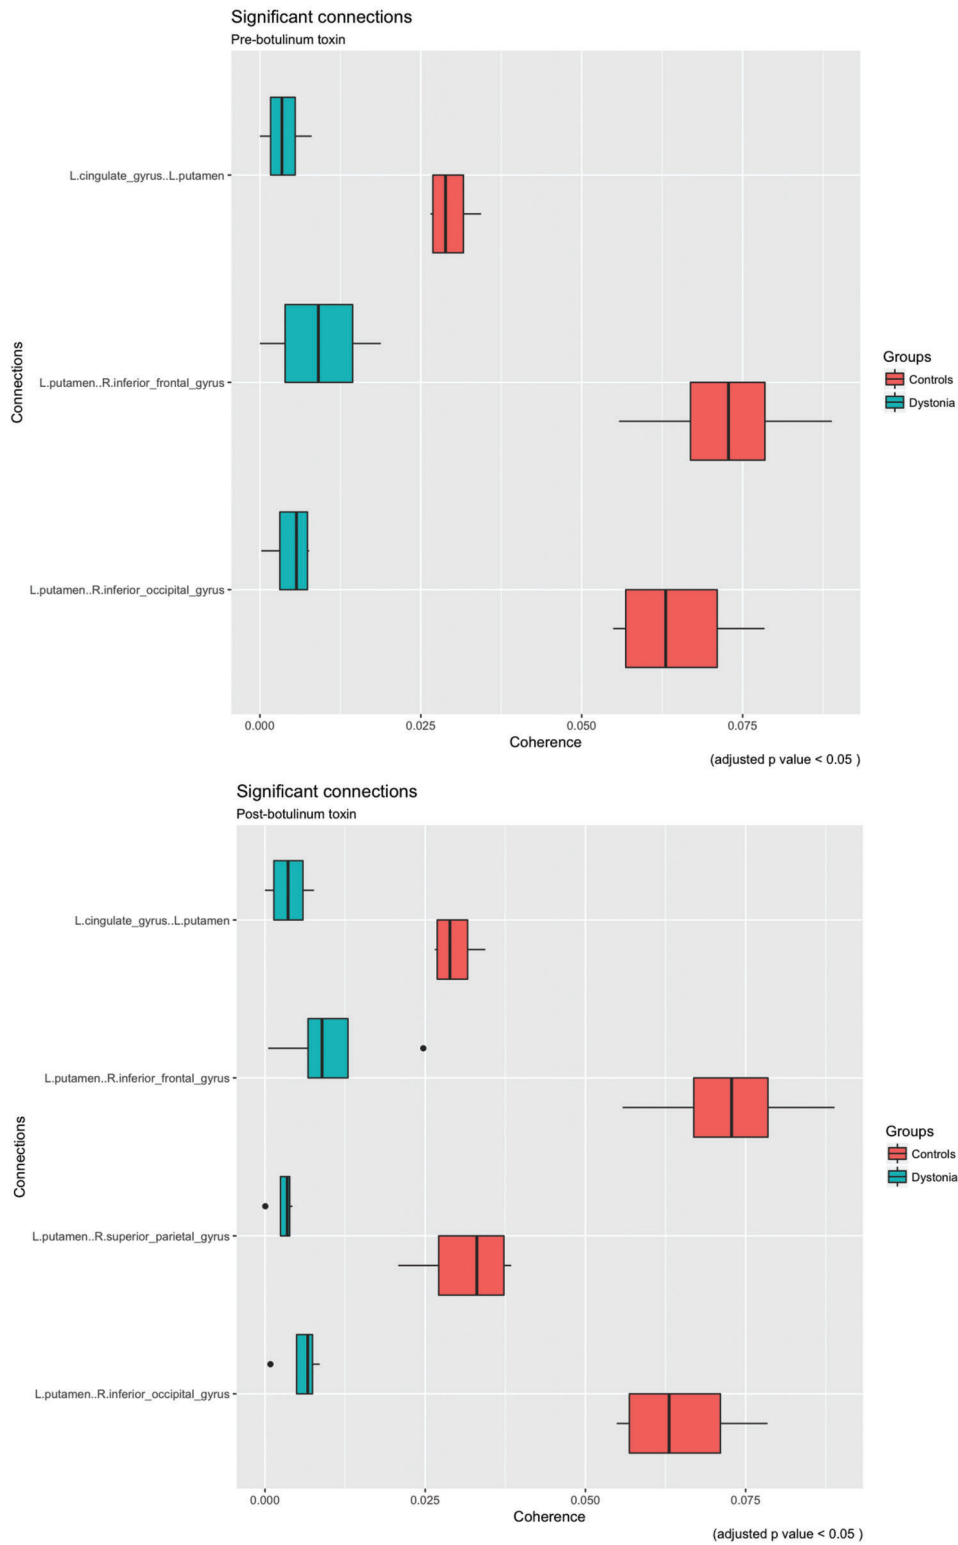 Significant connections
Pre-botulinum toxin
L.cingulate_gyrus..L.putamen
L.putamen..R.inferior_frontal_gyrus
L.putamen..R.inferior_occipital_gyrus
Connections
Groups
Controls
Dystonia
0.000 0.025 0.050 0.075
Coherence
(adjusted p value < 0.05 )
Significant connections
Post-botulinum toxin
L.cingulate_gyrus..L.putamen
L.putamen..R.inferior_frontal_gyrus
L.putamen..R.superior_parietal_gyrus
L.putamen..R.inferior_occipital_gyrus
Connections
Groups
Controls
Dystonia
0.000 0.025 0.050 0.075
Coherence
(adjusted p value < 0.05 )